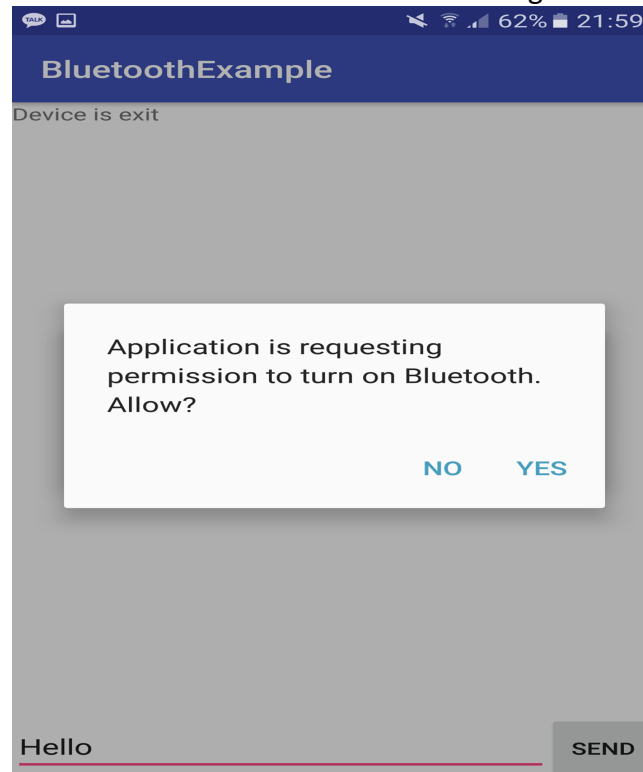 TALK 62% 21:59
BluetoothExample
Device is exit
Application is requesting
permission to turn on Bluetooth.
Allow?
NO YES
Hello SEND